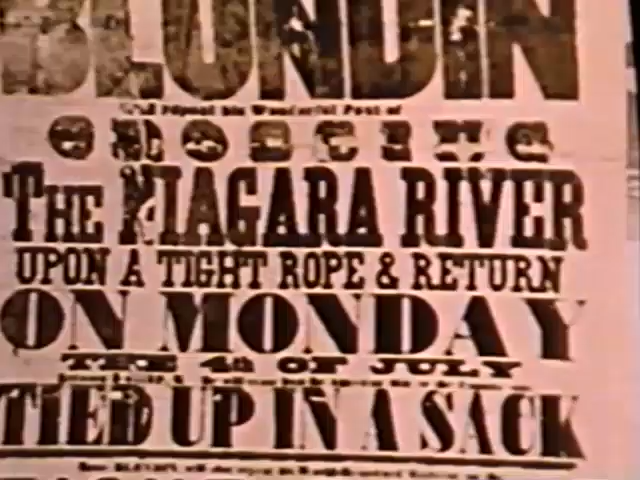 BLONDIN
Repeat his Wonderful Feat of
CROSSING
THE NIAGARA RIVER
UPON A TIGHT ROPE & RETURN
ON MONDAY
THE 4th OF JULY
TIED UP IN A SACK